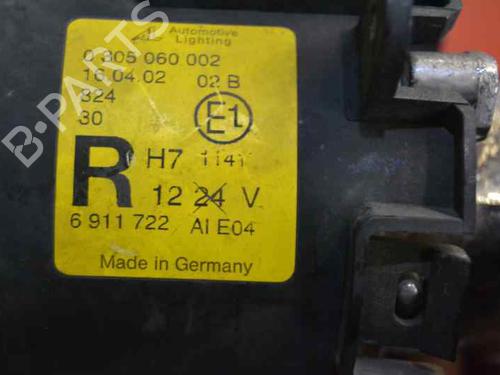 Automotive
Lighting
0 305 060 002
16.04.02 02 B
324
30
E1
R H7
12 24 V
6 911 722 AI E04
Made in Germany
B-PARTS